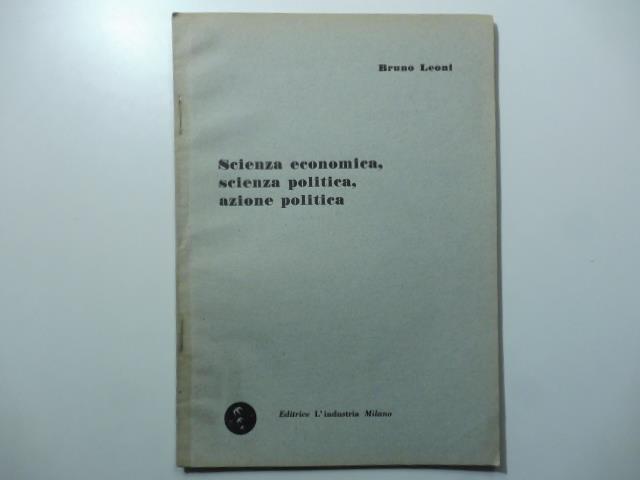 Bruno Leoni
Scienza economica,
scienza politica,
azione politica
Editrice L'industria Milano